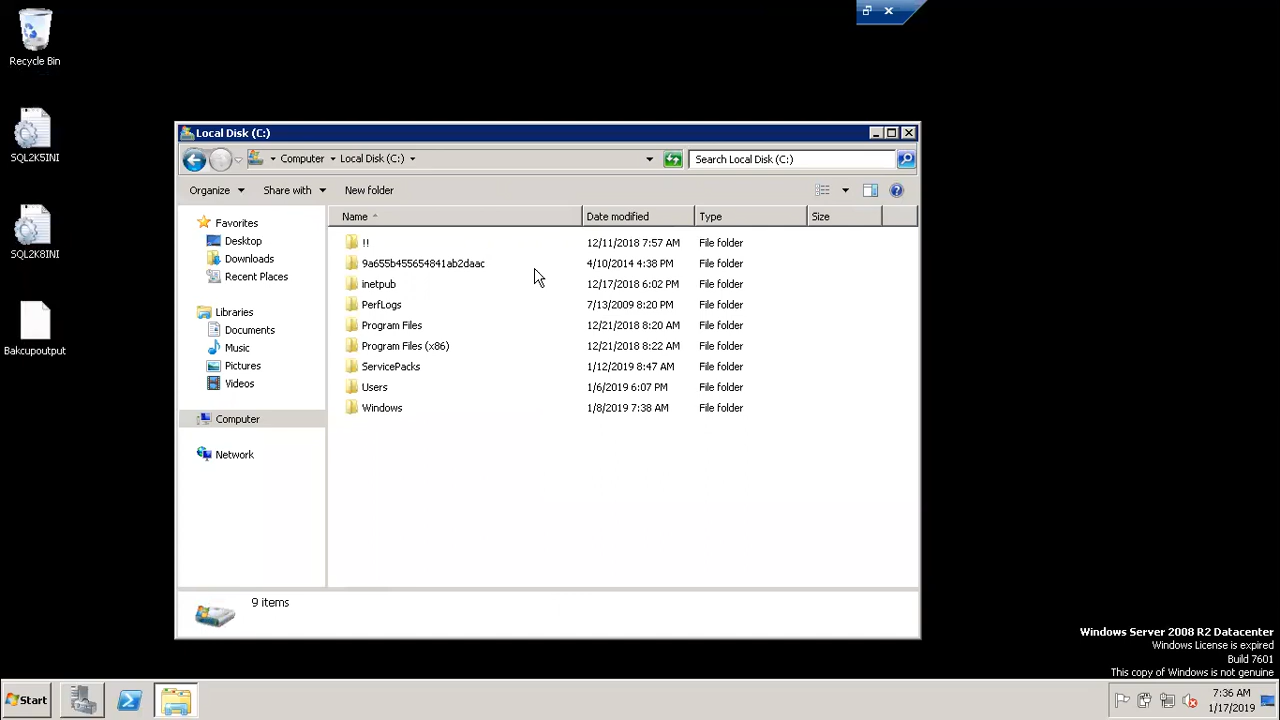 Recycle Bin
SQL2K5INI
SQL2K8INI
Bakcupoutput
Local Disk (C:)
Computer Local Disk (C:)
Search Local Disk (C:)
Organize Share with New folder
Favorites
Desktop
Downloads
Recent Places
Libraries
Documents
Music
Pictures
Videos
Computer
Network
Name Date modified Type Size
!! 12/11/2018 7:57 AM File folder
9a655b455654841ab2daac 4/10/2014 4:38 PM File folder
inetpub 12/17/2018 6:02 PM File folder
PerfLogs 7/13/2009 8:20 PM File folder
Program Files 12/21/2018 8:20 AM File folder
Program Files (x86) 12/21/2018 8:22 AM File folder
ServicePacks 1/12/2019 8:47 AM File folder
Users 1/6/2019 6:07 PM File folder
Windows 1/8/2019 7:38 AM File folder
9 items
Windows Server 2008 R2 Datacenter
Windows License is expired
Build 7601
This copy of Windows is not genuine
Start
7:36 AM
1/17/2019